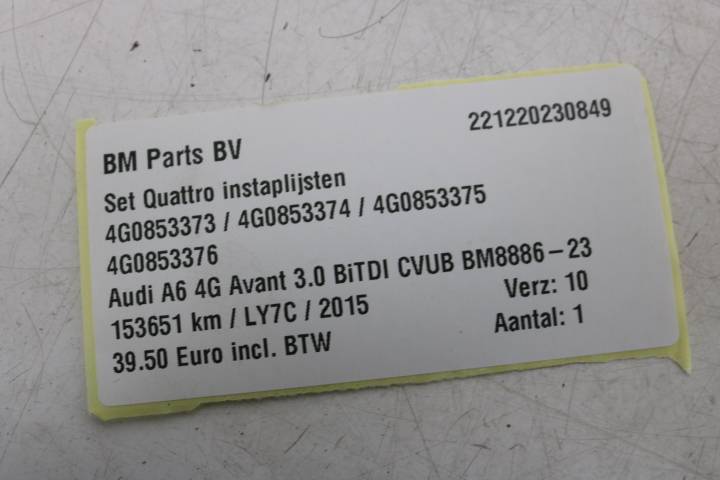 BM Parts BV 221220230849
Set Quattro instaplijsten
4G0853373 / 4G0853374 / 4G0853375
4G0853376
Audi A6 4G Avant 3.0 BiTDI CVUB BM8886-23
153651 km / LY7C / 2015 Verz: 10
39.50 Euro incl. BTW Aantal: 1